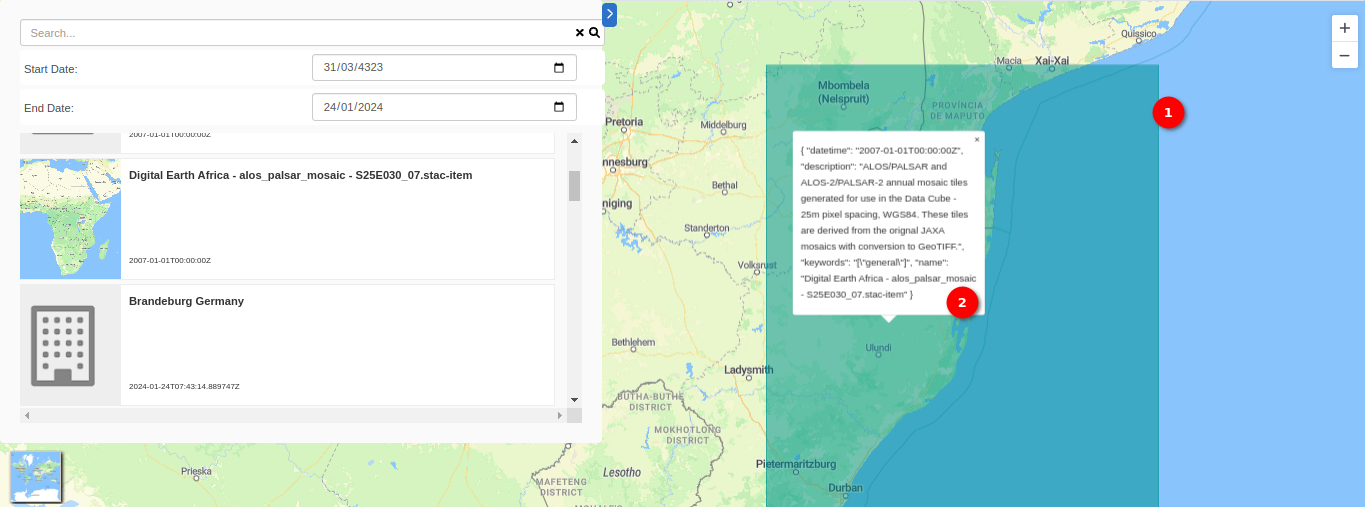 Search...
Start Date:
31/03/4323
End Date:
24/01/2024
2007-01-01T00:00:00Z
Digital Earth Africa - alos_palsar_mosaic - S25E030_07.stac-item
2007-01-01T00:00:00Z
Brandeburg Germany
2024-01-24T07:43:14.889747Z
Quissico
Macia
Xai-Xai
Mbombela
(Nelspruit)
PROVÍNCIA
DE MAPUTO
1
Pretoria
Middelburg
nnesburg
Bethal
niging
Standerton
Volksrust
×
{ "datetime": "2007-01-01T00:00:00Z",
"description": "ALOS/PALSAR and
ALOS-2/PALSAR-2 annual mosaic tiles
generated for use in the Data Cube -
25m pixel spacing, WGS84. These tiles
are derived from the orignal JAXA
mosaics with conversion to GeoTIFF.",
"keywords": "[\"general\"]", "name":
"Digital Earth Africa - alos_palsar_mosaic
- S25E030_07.stac-item" }
2
Ulundi
Bethlehem
Ladysmith
BUTHA-BUTHE
DISTRICT
MOKHOTLONG
DISTRICT
Prieska
Lesotho
Pietermaritzburg
MAFETENG
DISTRICT
Durban
+
−